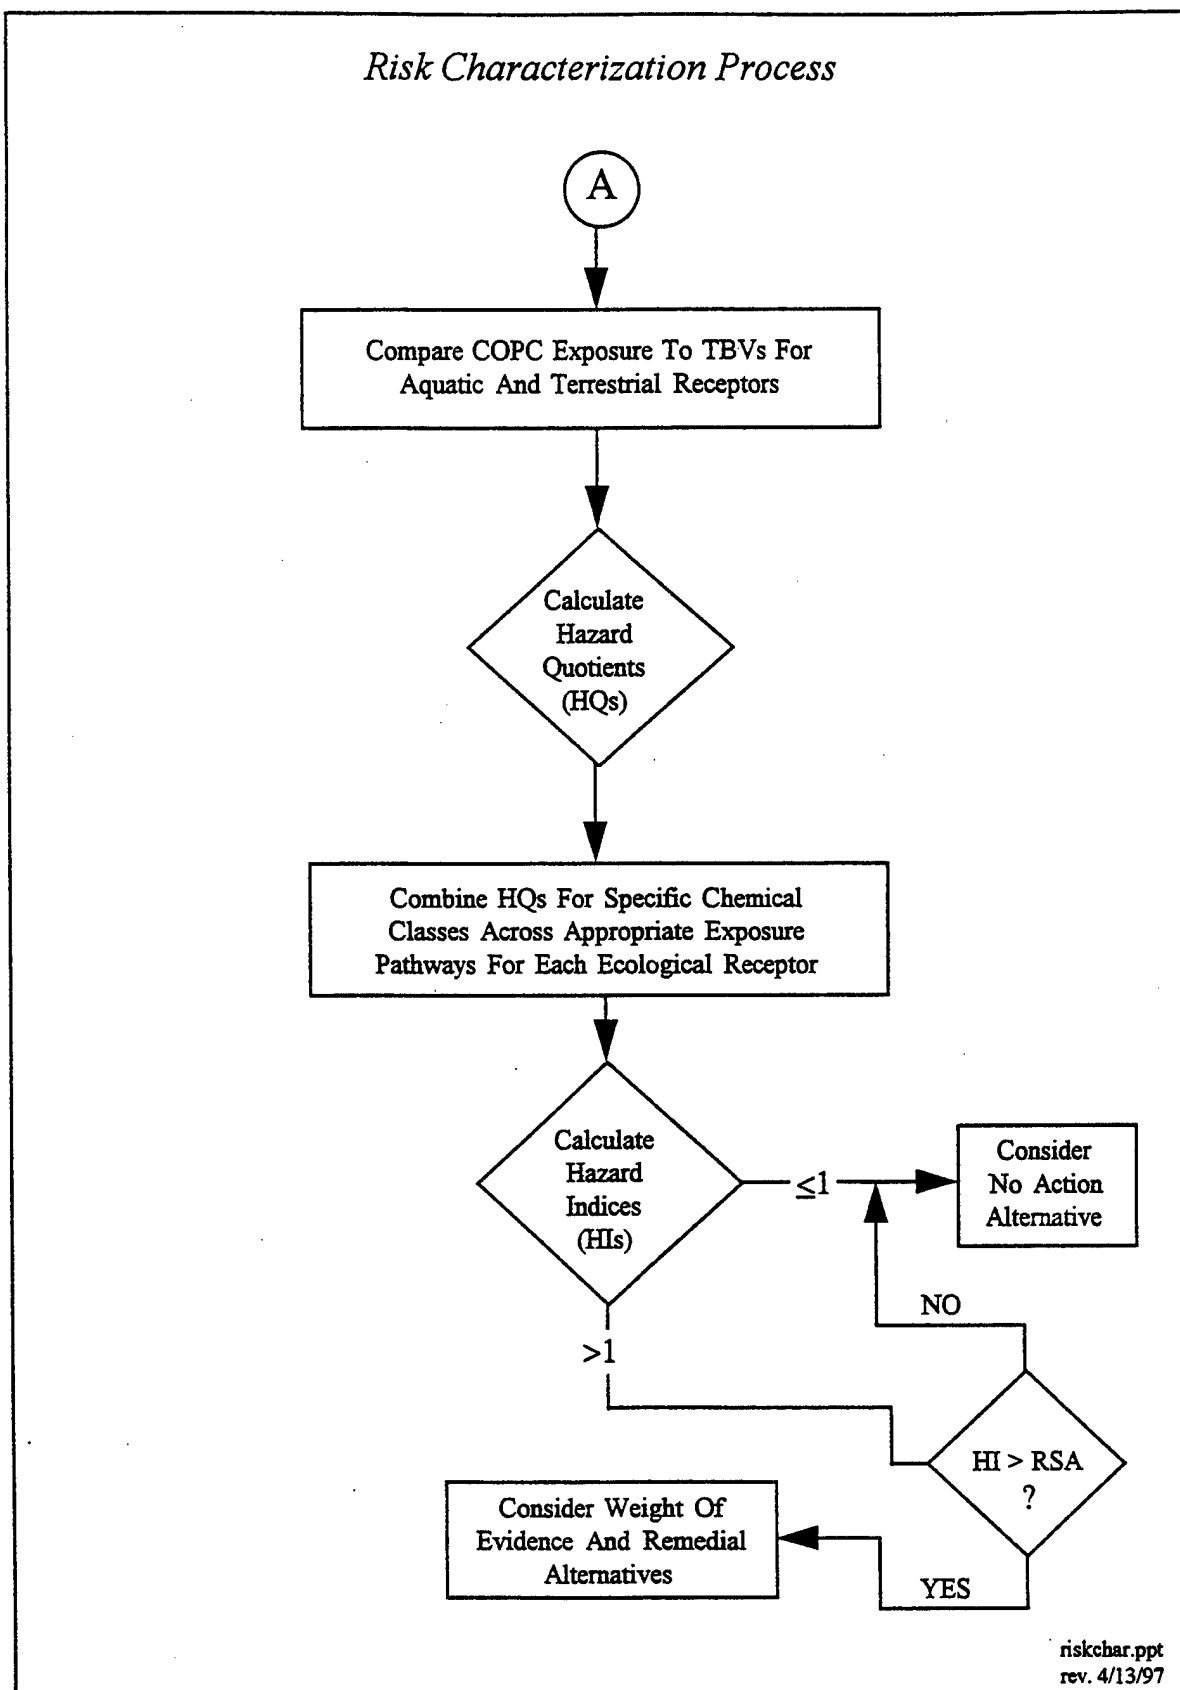 Risk Characterization Process
A
Compare COPC Exposure To TBVs For
Aquatic And Terrestrial Receptors
Calculate
Hazard
Quotients
(HQs)
Combine HQs For Specific Chemical
Classes Across Appropriate Exposure
Pathways For Each Ecological Receptor
Calculate
Hazard
Indices
(HIs)
≤1
Consider
No Action
Alternative
NO
>1
HI > RSA
?
Consider Weight Of
Evidence And Remedial
Alternatives
YES
riskchar.ppt
rev. 4/13/97